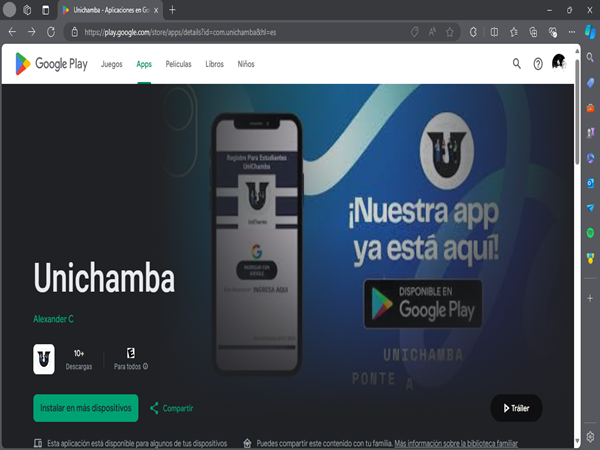 Unichamba - Aplicaciones en Go
https://play.google.com/store/apps/details?id=com.unichamba&hl=es
Google Play
Juegos
Apps
Películas
Libros
Niños
Registro Para Estudiantes
UniChamba
U
UniChamba
INGRESA AQUI
U
¡Nuestra app
ya está aquí!
DISPONIBLE EN
Google Play
UNICHAMBA
PONTE A
Unichamba
Alexander C
10+
Descargas
E
Para todos
Instalar en más dispositivos
Compartir
Tráiler
Esta aplicación está disponible para algunos de tus dispositivos
Puedes compartir este contenido con tu familia. Más información sobre la biblioteca familiar